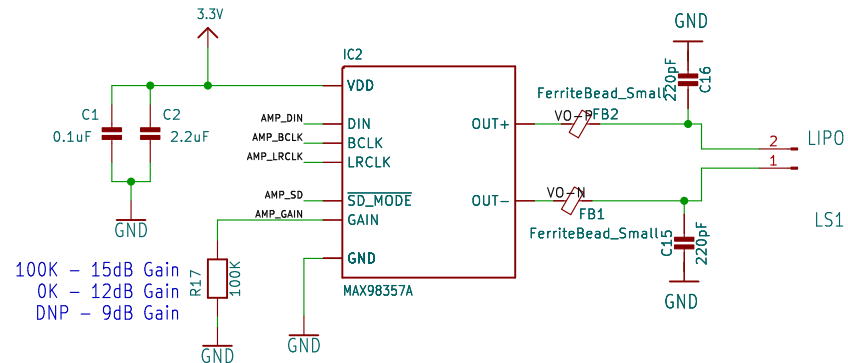 3.3V
GND
IC2
C1
0.1uF
C2
2.2uF
VDD
220pF
C16
FerriteBead_Small
VO-P
FB2
AMP_DIN
DIN
OUT+
AMP_BCLK
BCLK
AMP_LRCLK
LRCLK
2
LIPO
1
AMP_SD
SD_MODE
OUT-
VO-N
AMP_GAIN
GAIN
FB1
LS1
GND
FerriteBead_Small
C15
220pF
GND
100K - 15dB Gain
0K - 12dB Gain
DNP - 9dB Gain
R17
100K
MAX98357A
GND
GND
GND